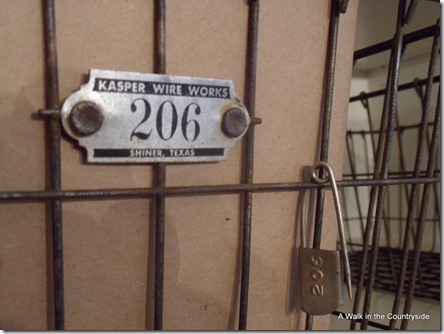 KASPER WIRE WORKS
206
SHINER, TEXAS
206
A Walk in the Countryside